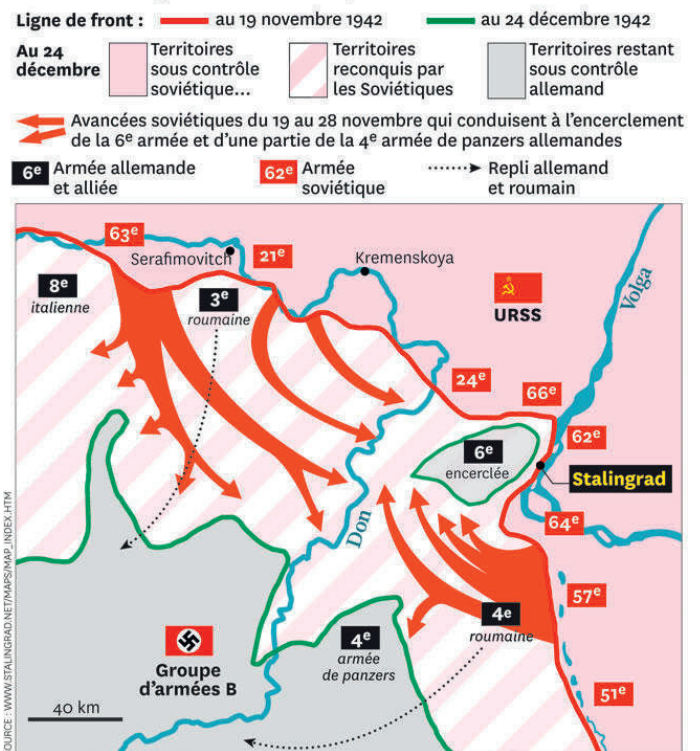 Ligne de front : au 19 novembre 1942 au 24 décembre 1942
Au 24
décembre
Territoires
sous contrôle
soviétique...
Territoires
reconquis par
les Soviétiques
Territoires restant
sous contrôle
allemand
Avancées soviétiques du 19 au 28 novembre qui conduisent à l'encerclement
de la 6e armée et d'une partie de la 4e armée de panzers allemandes
6e Armée allemande
et alliée
62e Armée
soviétique
Repli allemand
et roumain
63e
Serafimovitch
21e
Kremenskoya
8e
italienne
3e
roumaine
URSS
Volga
24e
66e
62e
6e
encerclée
Stalingrad
Don
64e
57e
4e
roumaine
4e
armée
de panzers
Groupe
d'armées B
51e
40 km
OURCE : WWW.STALINGRAD.NET/MAPS/MAP_INDEX.HTM